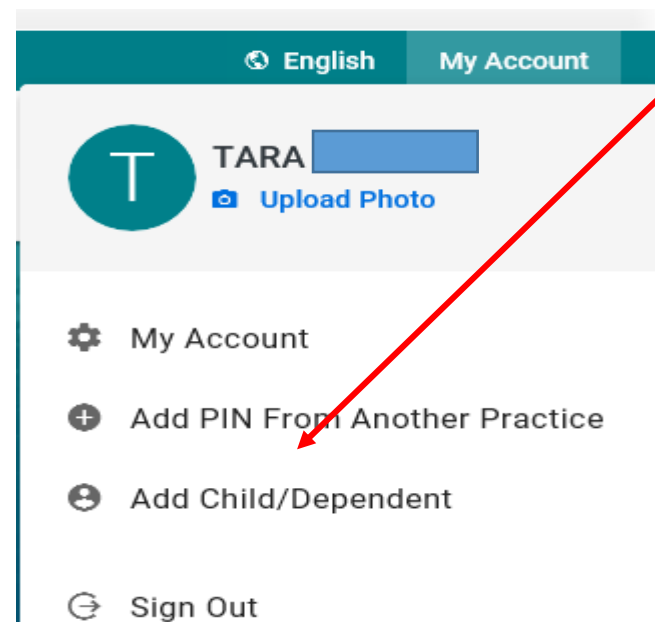 English My Account
T
TARA
Upload Photo
My Account
Add PIN From Another Practice
Add Child/Dependent
Sign Out